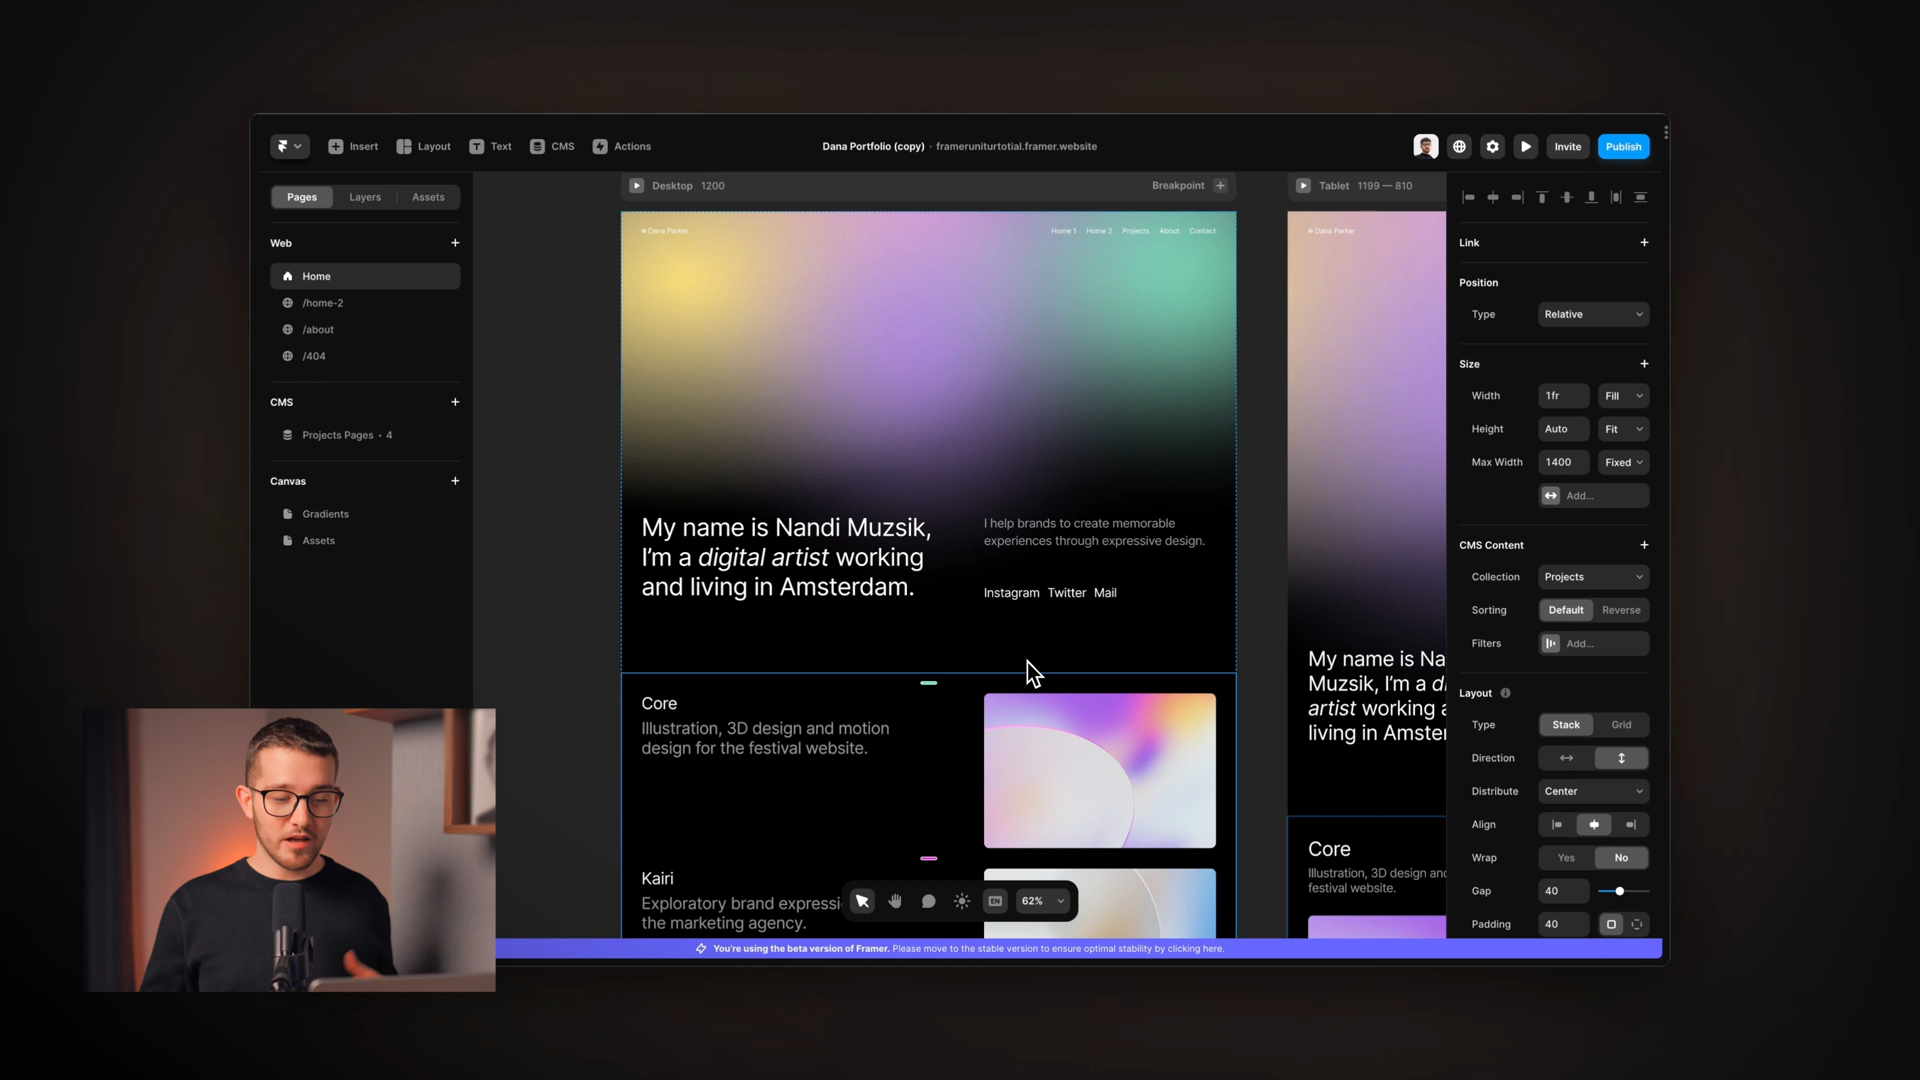 Insert
Layout
Text
CMS
Actions
Dana Portfolio (copy) · frameruniturtotial.framer.website
Invite
Publish
Pages
Layers
Assets
Web
Home
/home-2
/about
/404
CMS
Projects Pages · 4
Canvas
Gradients
Assets
Desktop 1200
Breakpoint
Dana Parker
Home 1 Home 2 Projects About Contact
My name is Nandi Muzsik,
I'm a digital artist working
and living in Amsterdam.
I help brands to create memorable
experiences through expressive design.
Instagram Twitter Mail
Core
Illustration, 3D design and motion
design for the festival website.
Kairi
Exploratory brand expressi
the marketing agency.
EN
62%
Tablet 1199 — 810
Dana Parker
My name is Na
Muzsik, I'm a di
artist working a
living in Amster
Core
Illustration, 3D design and
festival website.
Link
Position
Type Relative
Size
Width 1fr Fill
Height Auto Fit
Max Width 1400 Fixed
Add...
CMS Content
Collection Projects
Sorting Default Reverse
Filters Add...
Layout
Type Stack Grid
Direction
Distribute Center
Align
Wrap Yes No
Gap 40
Padding 40
You're using the beta version of Framer. Please move to the stable version to ensure optimal stability by clicking here.